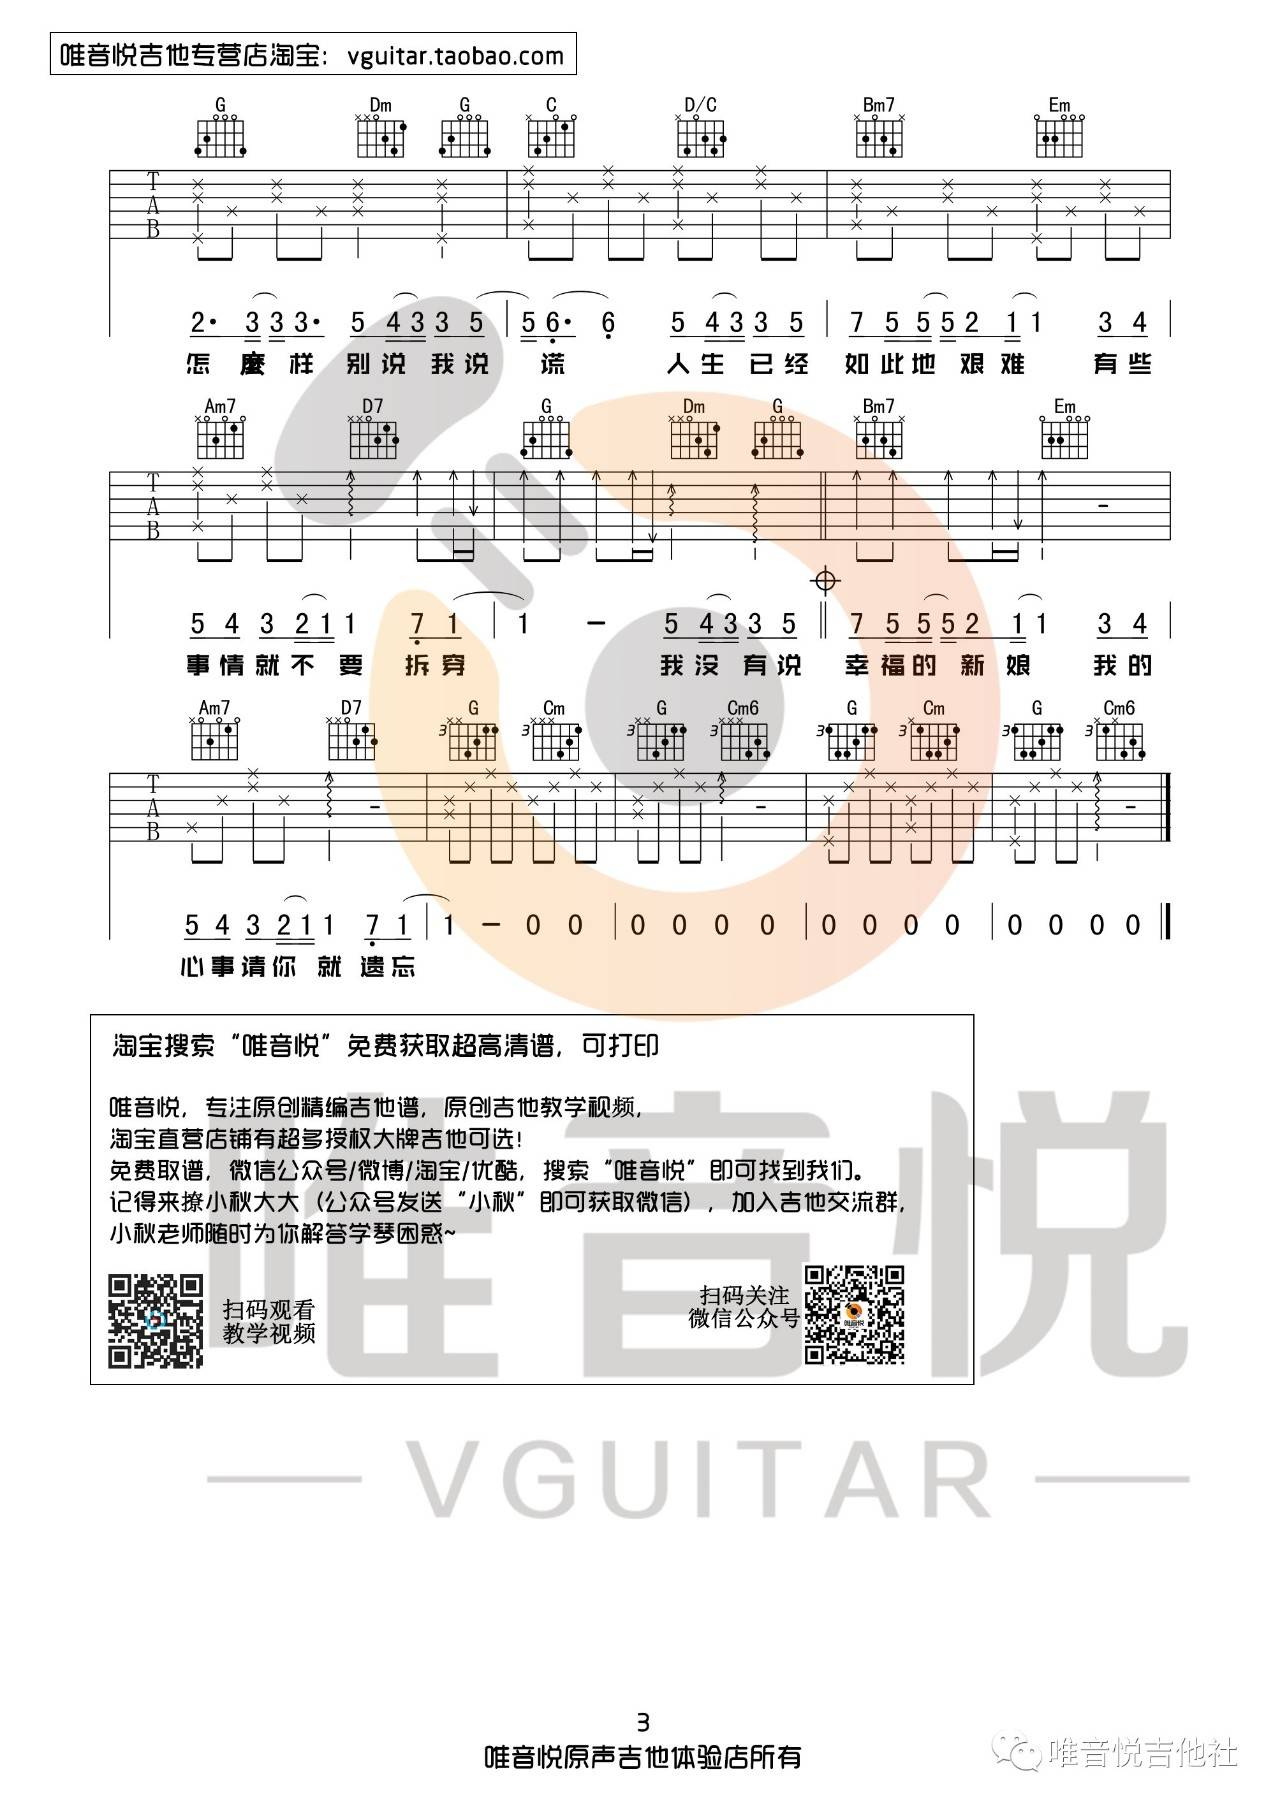 唯音悦吉他专营店淘宝：vguitar.taobao.com
G Dm G C D/C Bm7 Em
T
A
B
2· 3 3 3· 5 4 3 3 5 5 6· 6 5 4 3 3 5 7 5 5 5 2 1 1 3 4
怎麼样 别说我说 谎 人生已经 如此地 艰难 有些
Am7 D7 G Dm G Bm7 Em
T
A
B
5 4 3 2 1 1 7 1 1 － 5 4 3 3 5 7 5 5 5 2 1 1 3 4
事情就不要 拆穿 我没有说 幸福的 新娘 我的
Am7 D7 G Cm G Cm6 G Cm G Cm6
3 3 3 3 3 3 3 3
T
A
B
5 4 3 2 1 1 7 1 1 － 0 0 0 0 0 0 0 0 0 0 0 0 0 0
心事请你 就 遗忘
淘宝搜索“唯音悦”免费获取超高清谱，可打印
唯音悦，专注原创精编吉他谱，原创吉他教学视频，
淘宝直营店铺有超多授权大牌吉他可选！
免费取谱，微信公众号/微博/淘宝/优酷，搜索“唯音悦”即可找到我们。
记得来撩小秋大大（公众号发送“小秋”即可获取微信），加入吉他交流群，
小秋老师随时为你解答学琴困惑~
扫码观看
教学视频
扫码关注
微信公众号
唯音悦
唯音悦
VGUITAR
3
唯音悦原声吉他体验店所有
唯音悦吉他社